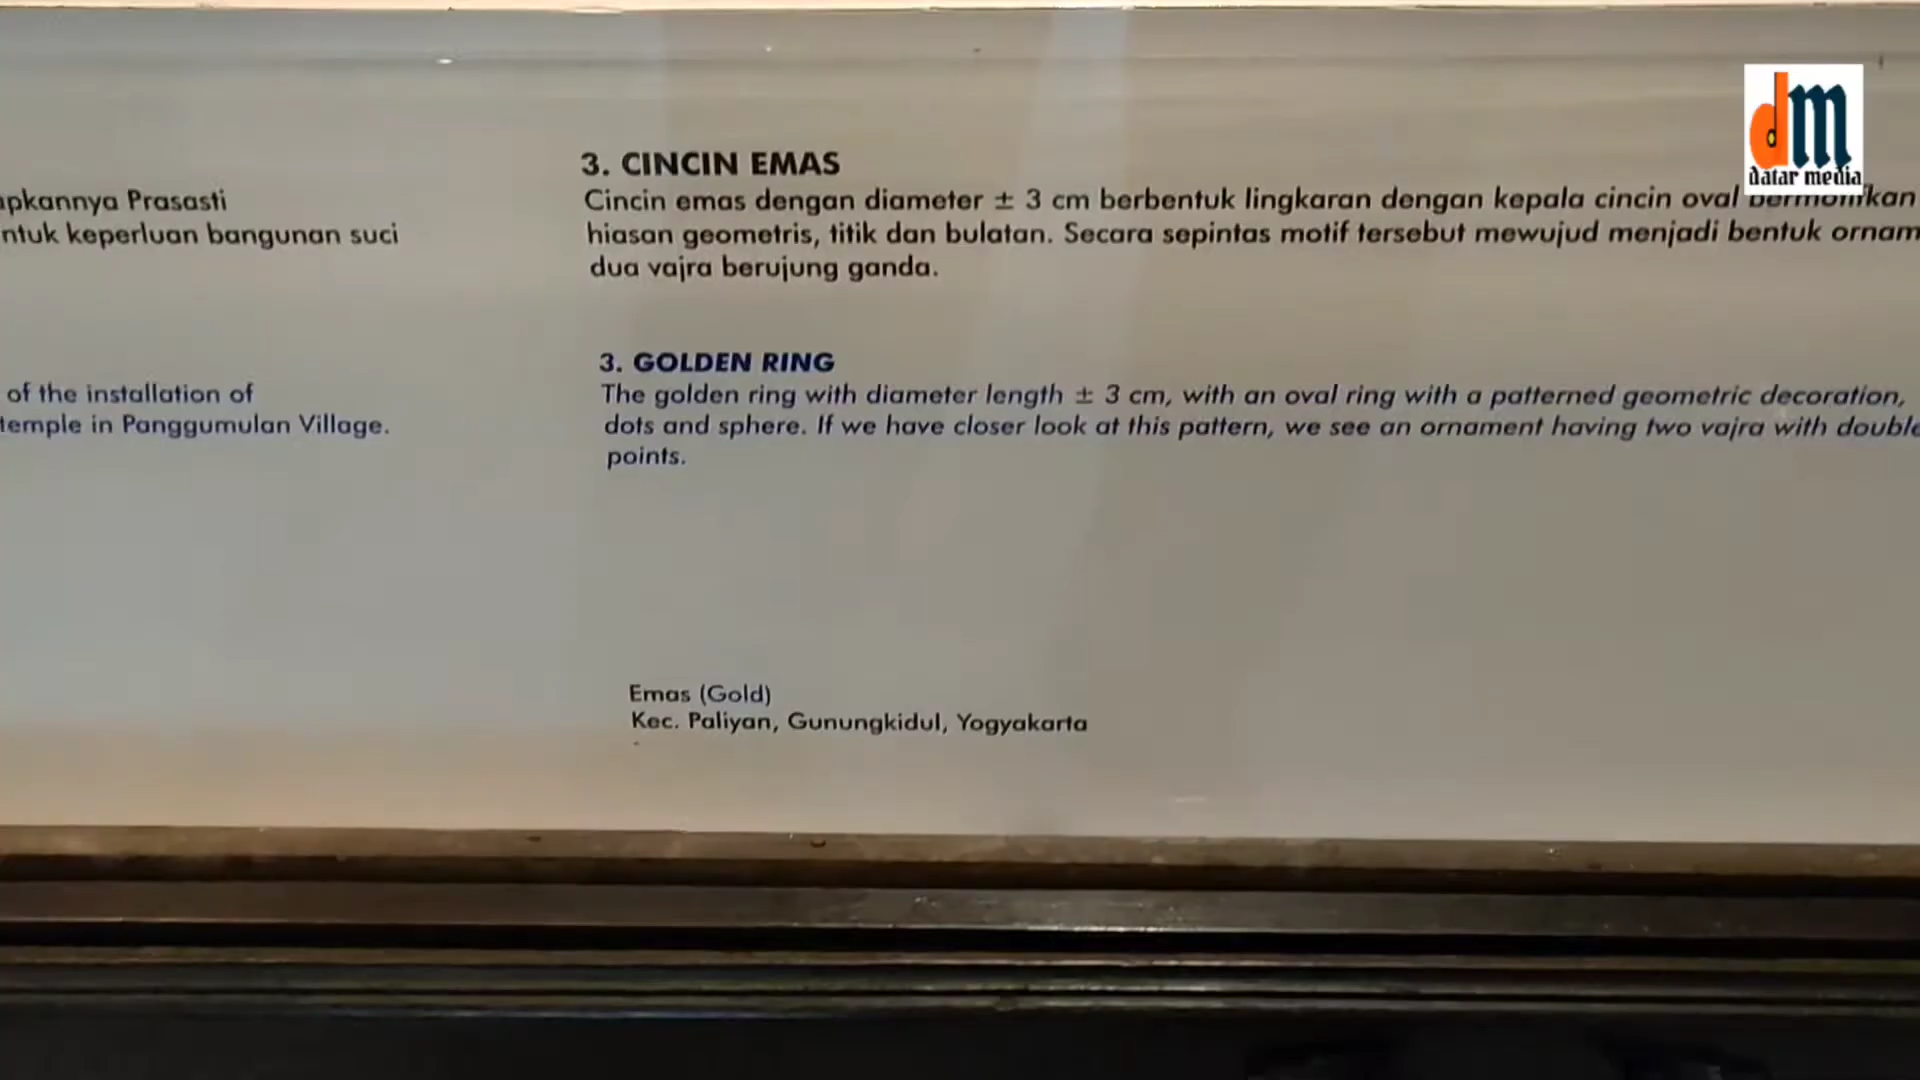 apkannya Prasasti
ntuk keperluan bangunan suci
of the installation of
temple in Panggumulan Village.
3. CINCIN EMAS
Cincin emas dengan diameter ± 3 cm berbentuk lingkaran dengan kepala cincin oval
hiasan geometris, titik dan bulatan. Secara sepintas motif tersebut mewujud menjadi bentuk ornam
dua vajra berujung ganda.
3. GOLDEN RING
The golden ring with diameter length ± 3 cm, with an oval ring with a patterned geometric decoration,
dots and sphere. If we have closer look at this pattern, we see an ornament having two vajra with double
points.
Emas (Gold)
Kec. Paliyan, Gunungkidul, Yogyakarta
dm
datar media